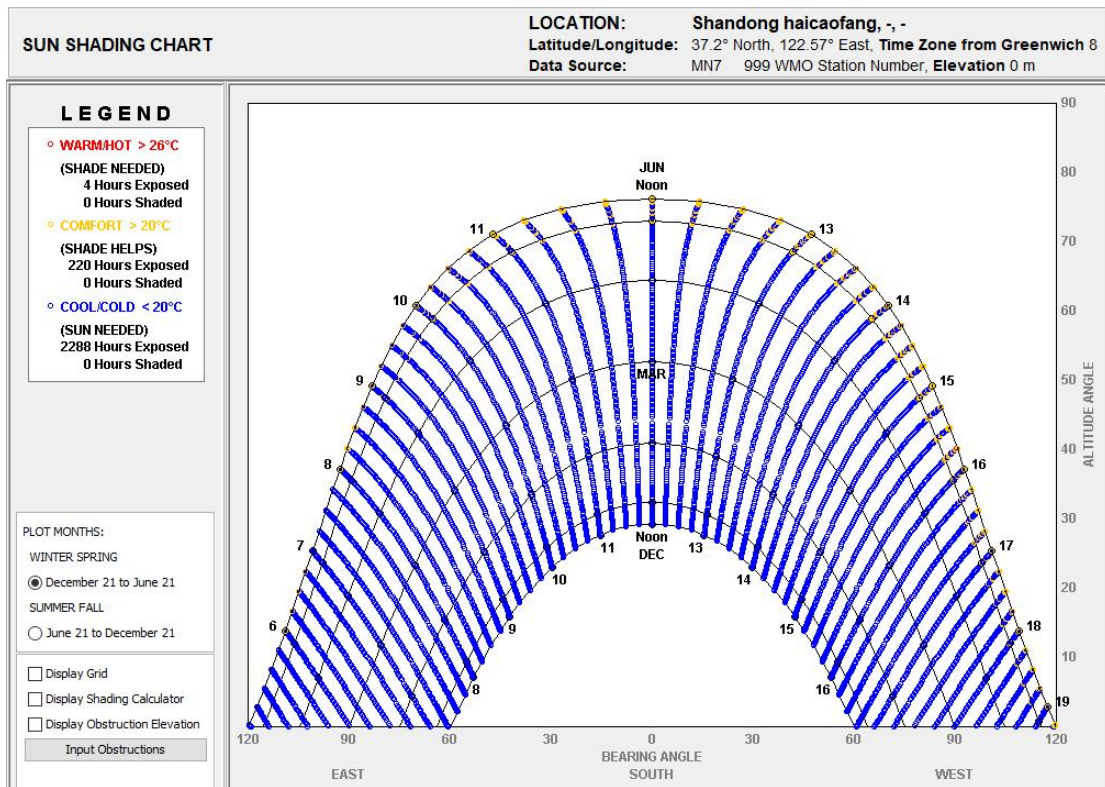 SUN SHADING CHART
LOCATION: Shandong haicaofang, -, -
Latitude/Longitude: 37.2° North, 122.57° East, Time Zone from Greenwich 8
Data Source: MN7 999 WMO Station Number, Elevation 0 m
LEGEND
WARM/HOT > 26°C
(SHADE NEEDED)
4 Hours Exposed
0 Hours Shaded
COMFORT > 20°C
(SHADE HELPS)
220 Hours Exposed
0 Hours Shaded
COOL/COLD < 20°C
(SUN NEEDED)
2288 Hours Exposed
0 Hours Shaded
PLOT MONTHS:
WINTER SPRING
December 21 to June 21
SUMMER FALL
June 21 to December 21
Display Grid
Display Shading Calculator
Display Obstruction Elevation
Input Obstructions
90
80
70
60
50
40
30
20
10
ALTITUDE ANGLE
JUN
Noon
11
13
10
14
9
15
8
16
7
17
6
18
19
MAR
Noon
DEC
11
13
10
14
9
15
8
16
120 90 60 30 0 30 60 90 120
BEARING ANGLE
EAST SOUTH WEST